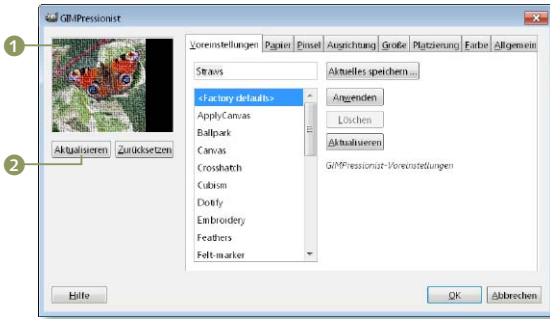 GIMPressionist
1
Voreinstellungen Papier Pinsel Ausrichtung Größe Platzierung Farbe Allgemein
Straws
Aktuelles speichern ...
<Factory defaults>
ApplyCanvas
Ballpark
Canvas
Crosshatch
Cubism
Dotify
Embroidery
Feathers
Felt-marker
Anwenden
Löschen
Aktualisieren
GIMPressionist-Voreinstellungen
2
Aktualisieren Zurücksetzen
Hilfe
OK Abbrechen